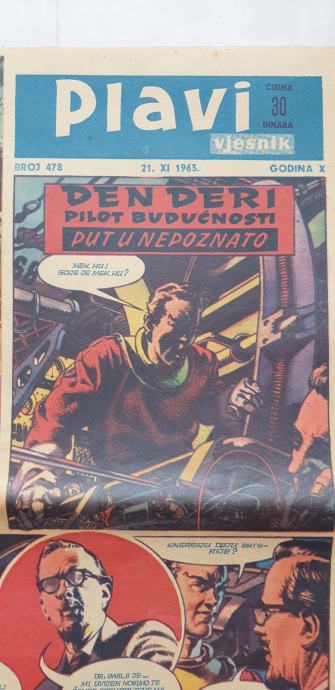 Plavi
vjesnik
CIJENA
30
DINARA
BROJ 478
21. XI 1963.
GODINA X
DEN DERI
PILOT BUDUĆNOSTI
PUT U NEPOZNATO
MEK HU!
GDJE JE MEK HU?
ENERGIJU DAJU BATE-
RIJE?
DR. IMALA JE...
MI UVIJEK NOSIMO TE